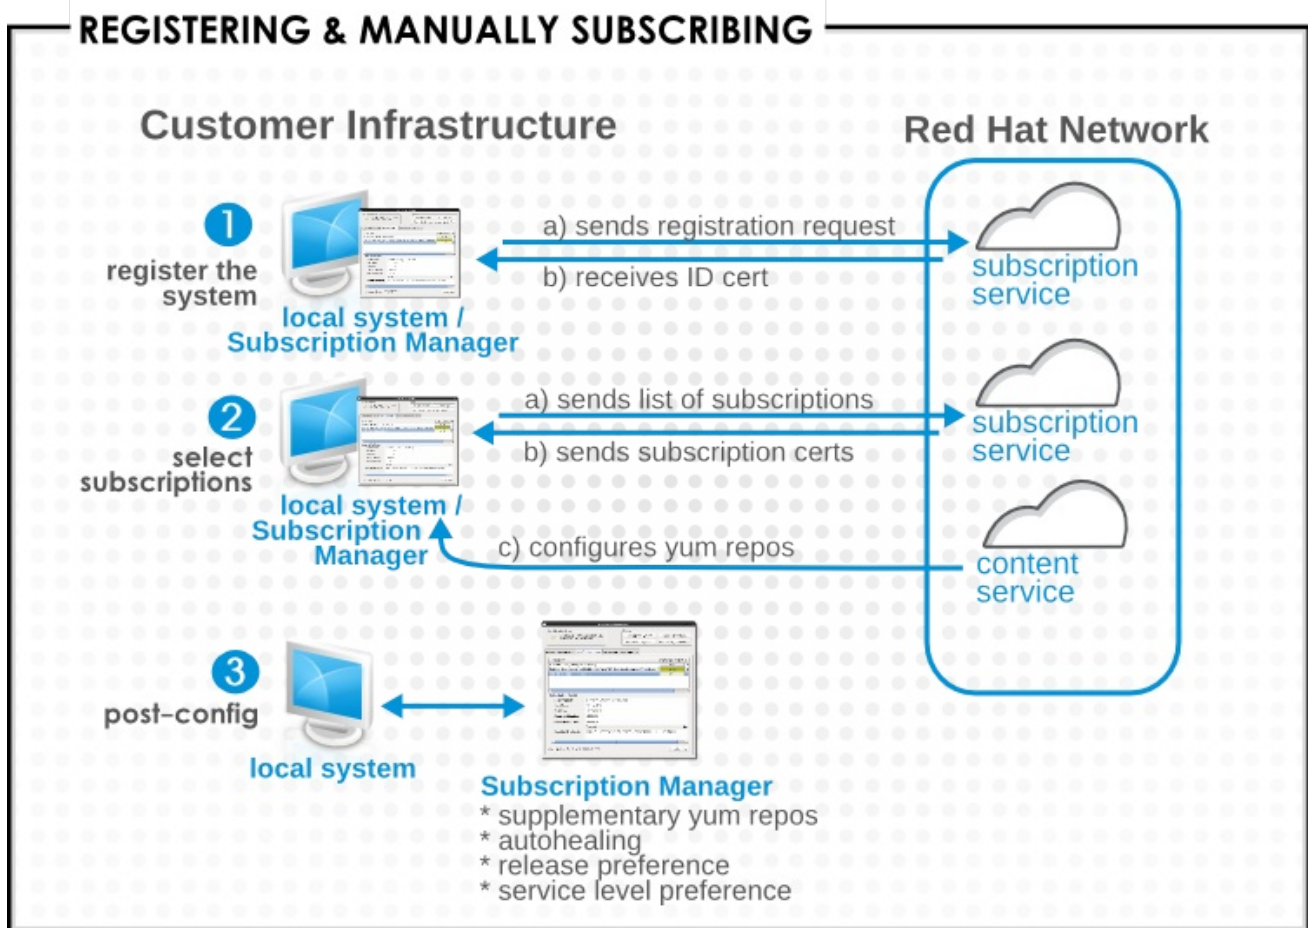 REGISTERING & MANUALLY SUBSCRIBING
Customer Infrastructure
Red Hat Network
1
register the
system
local system /
Subscription Manager
a) sends registration request
b) receives ID cert
subscription
service
2
select
subscriptions
local system /
Subscription
Manager
a) sends list of subscriptions
b) sends subscription certs
c) configures yum repos
subscription
service
content
service
3
post-config
local system
Subscription Manager
* supplementary yum repos
* autohealing
* release preference
* service level preference